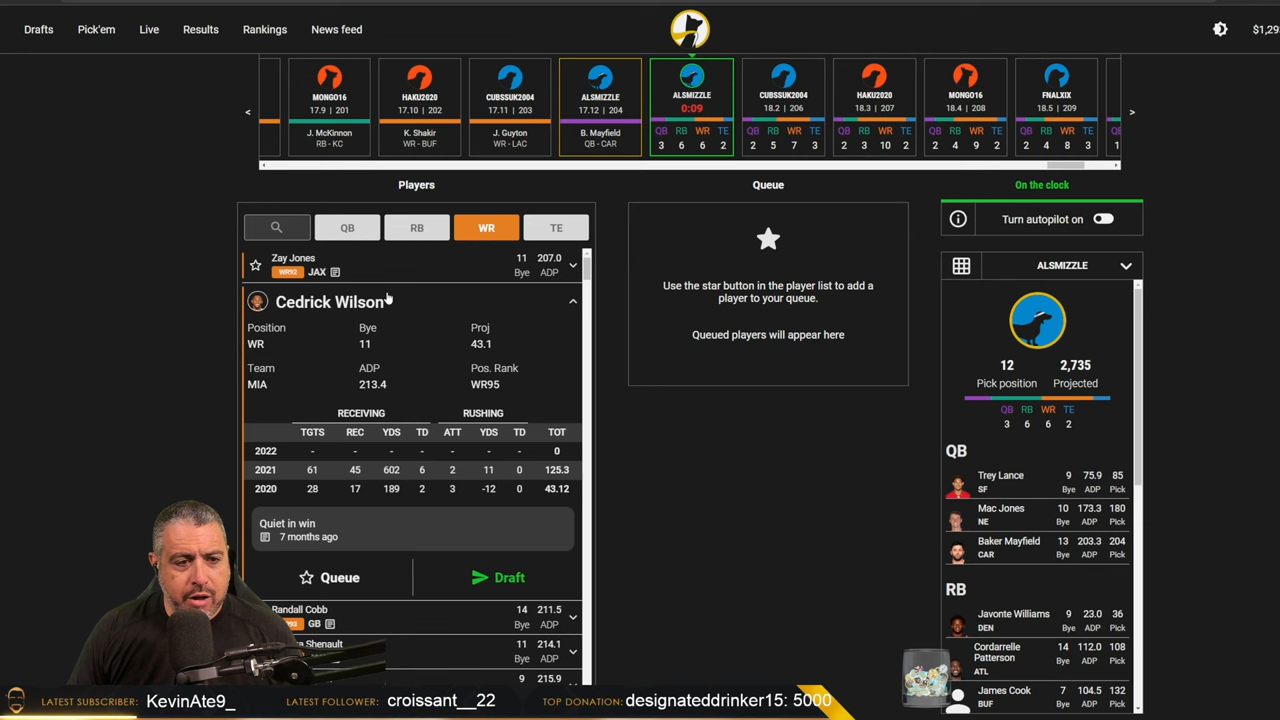 Drafts
Pick'em
Live
Results
Rankings
News feed
$1,29
<
MONGO16
17.9 | 201
J. McKinnon
RB - KC
HAKU2020
17.10 | 202
K. Shakir
WR - BUF
CUBSSUK2004
17.11 | 203
J. Guyton
WR - LAC
ALSMIZZLE
17.12 | 204
B. Mayfield
QB - CAR
ALSMIZZLE
0:09
QB RB WR TE
3 6 6 2
CUBSSUK2004
18.2 | 206
QB RB WR TE
2 5 7 3
HAKU2020
18.3 | 207
QB RB WR TE
2 3 10 2
MONGO16
18.4 | 208
QB RB WR TE
2 4 9 2
FNALXIX
18.5 | 209
QB RB WR TE
2 4 8 3
>
Players
QB
RB
WR
TE
Zay Jones
WR92 JAX
11 207.0
Bye ADP
Cedrick Wilson
Position Bye Proj
WR 11 43.1
Team ADP Pos. Rank
MIA 213.4 WR95
RECEIVING RUSHING
TGTS REC YDS TD ATT YDS TD TOT
2022 - - - - - - - 0
2021 61 45 602 6 2 11 0 125.3
2020 28 17 189 2 3 -12 0 43.12
Quiet in win
7 months ago
Queue
Draft
Randall Cobb
GB
14 211.5
Bye ADP
Shenault
11 214.1
Bye ADP
9 215.9
Queue
Use the star button in the player list to add a
player to your queue.
Queued players will appear here
On the clock
Turn autopilot on
ALSMIZZLE
12 2,735
Pick position Projected
QB RB WR TE
3 6 6 2
QB
Trey Lance 9 75.9 85
SF Bye ADP Pick
Mac Jones 10 173.3 180
NE Bye ADP Pick
Baker Mayfield 13 203.3 204
CAR Bye ADP Pick
RB
Javonte Williams 9 23.0 36
DEN Bye ADP Pick
Cordarrelle
Patterson 14 112.0 108
ATL Bye ADP Pick
James Cook 7 104.5 132
BUF Bye ADP Pick
LATEST SUBSCRIBER: KevinAte9_
LATEST FOLLOWER: croissant__22
TOP DONATION: designateddrinker15: 5000